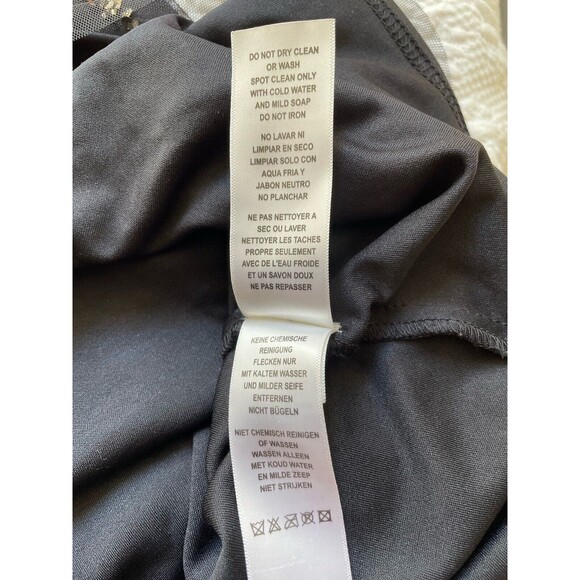 DO NOT DRY CLEAN
OR WASH
SPOT CLEAN ONLY
WITH COLD WATER
AND MILD SOAP
DO NOT IRON
NO LAVAR NI
LIMPIAR EN SECO
LIMPIAR SOLO CON
AQUA FRIA Y
JABON NEUTRO
NO PLANCHAR
NE PAS NETTOYER A
SEC OU LAVER
NETTOYER LES TACHES
PROPRE SEULEMENT
AVEC DE L'EAU FROIDE
ET UN SAVON DOUX
NE PAS REPASSER
KEINE CHEMISCHE
REINIGUNG
FLECKEN NUR
MIT KALTEM WASSER
UND MILDER SEIFE
ENTFERNEN
NICHT BÜGELN
NIET CHEMISCH REINIGEN
OF WASSEN
WASSEN ALLEEN
MET KOUD WATER
EN MILDE ZEEP
NIET STRIJKEN